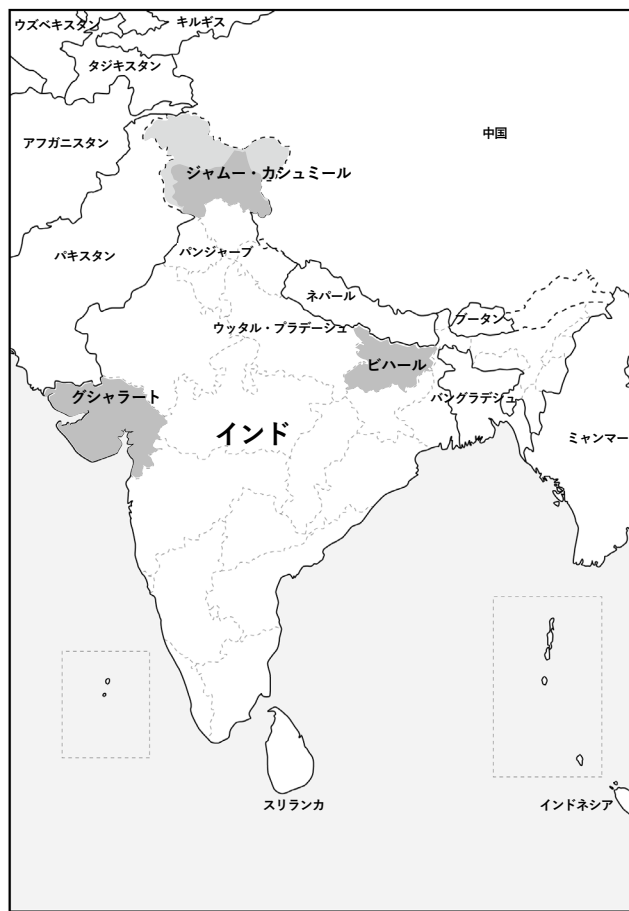 ウズベキスタン
キルギス
タジキスタン
アフガニスタン
中国
ジャムー・カシュミール
パキスタン
パンジャーブ
ネパール
ブータン
ウッタル・プラデーシュ
ビハール
グジャラート
バングラデシュ
インド
ミャンマー
スリランカ
インドネシア